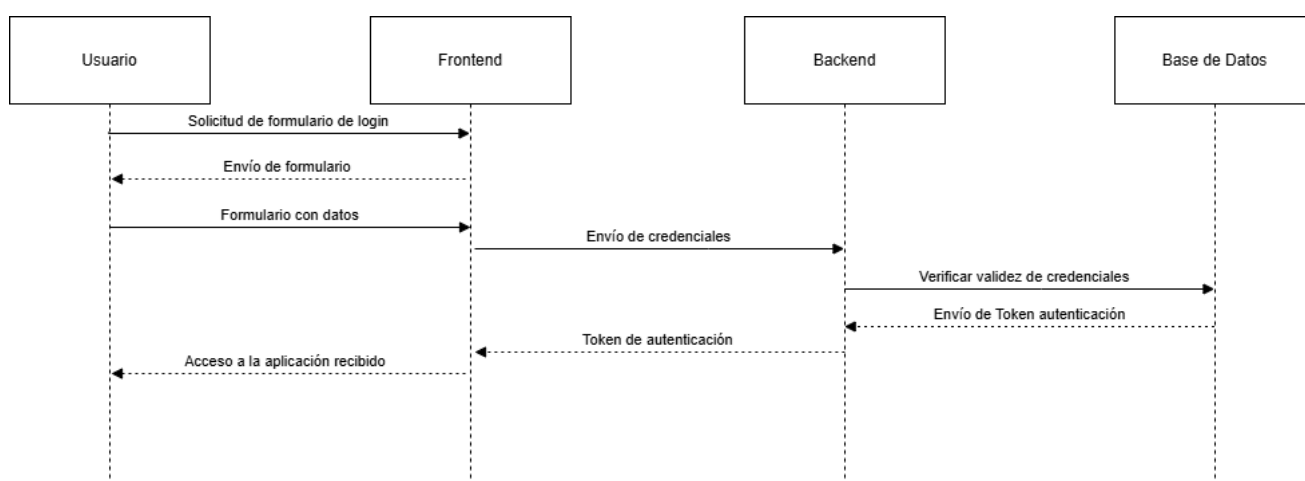 Usuario
Frontend
Backend
Base de Datos
Solicitud de formulario de login
Envío de formulario
Formulario con datos
Envío de credenciales
Verificar validez de credenciales
Envío de Token autenticación
Token de autenticación
Acceso a la aplicación recibido